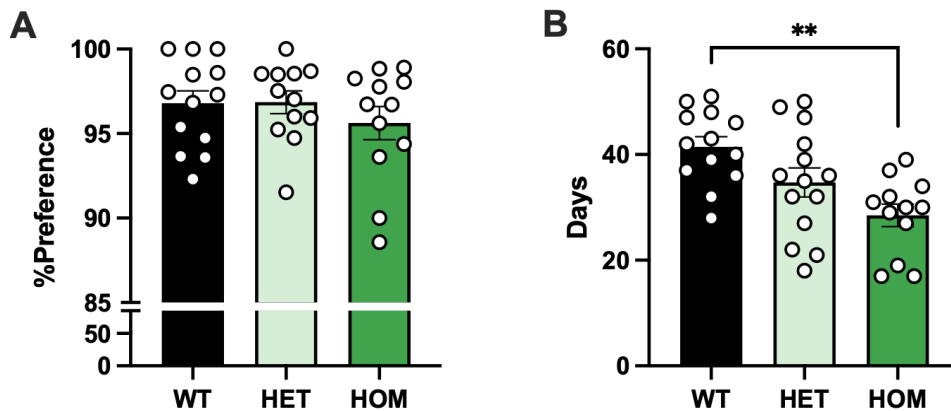 A
%Preference
100
95
90
85
50
0
WT HET HOM
B
**
Days
60
40
20
0
WT HET HOM